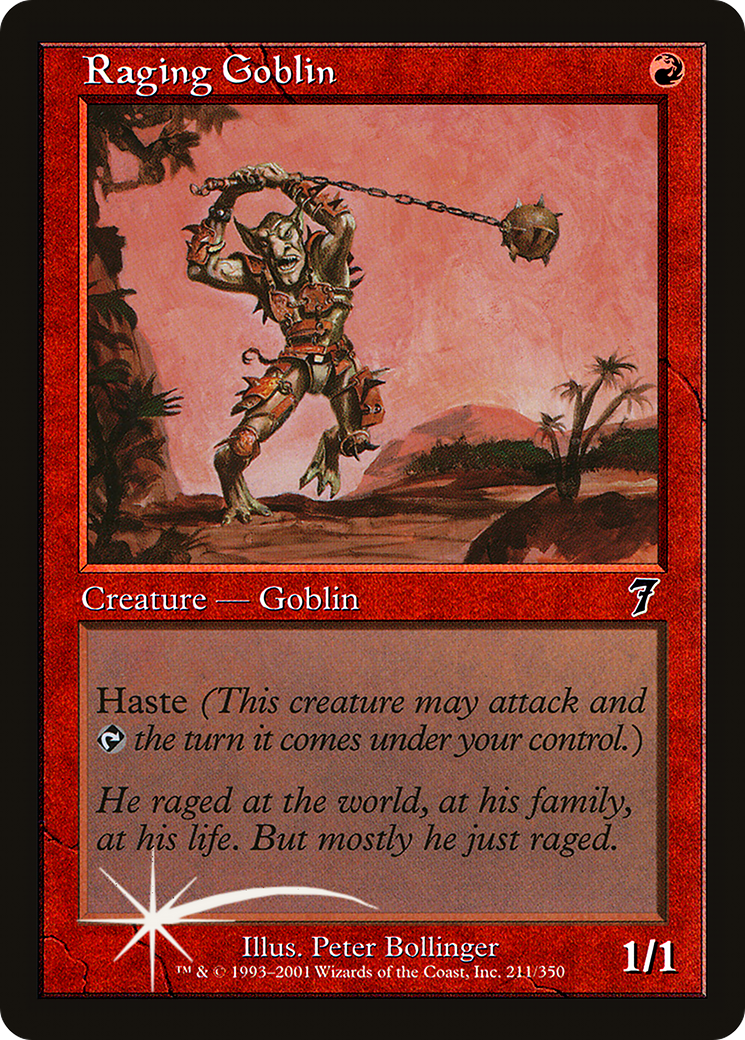 Raging Goblin
Creature — Goblin
7
Haste (This creature may attack and
the turn it comes under your control.)
He raged at the world, at his family,
at his life. But mostly he just raged.
Illus. Peter Bollinger
1/1
™ & © 1993–2001 Wizards of the Coast, Inc. 211/350